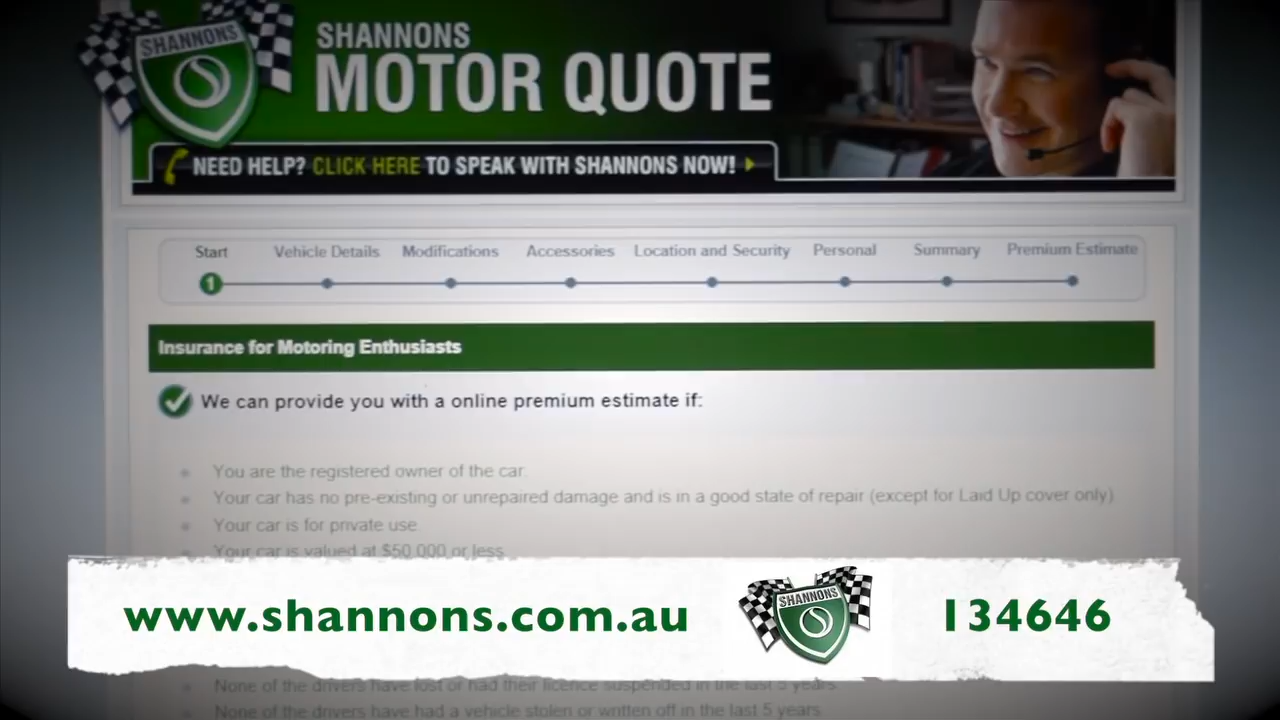 SHANNONS
SHANNONS
MOTOR QUOTE
NEED HELP? CLICK HERE TO SPEAK WITH SHANNONS NOW!
Start Vehicle Details Modifications Accessories Location and Security Personal Summary Premium Estimate
1
Insurance for Motoring Enthusiasts
We can provide you with a online premium estimate if:
You are the registered owner of the car.
Your car has no pre-existing or unrepaired damage and is in a good state of repair (except for Laid Up cover only)
Your car is for private use.
Your car is valued at $50,000 or less
www.shannons.com.au SHANNONS 134646
None of the drivers have lost or had their licence suspended in the last 5 years.
None of the drivers have had a vehicle stolen or written off in the last 5 years